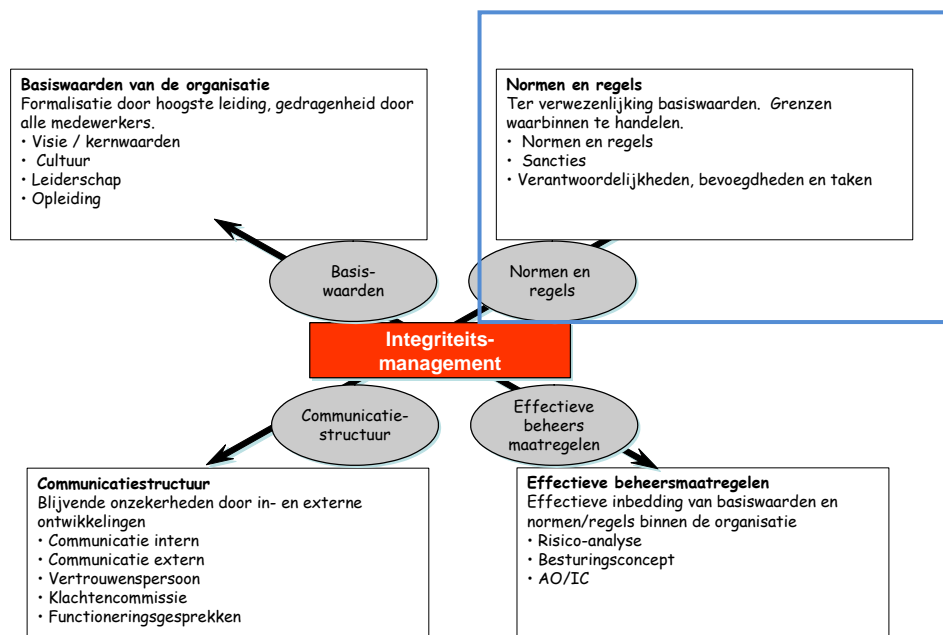 Basiswaarden van de organisatie
Formalisatie door hoogste leiding, gedragenheid door
alle medewerkers.
• Visie / kernwaarden
• Cultuur
• Leiderschap
• Opleiding
Normen en regels
Ter verwezenlijking basiswaarden. Grenzen
waarbinnen te handelen.
• Normen en regels
• Sancties
• Verantwoordelijkheden, bevoegdheden en taken
Basis-
waarden
Normen en
regels
Integriteits-
management
Communicatie-
structuur
Effectieve
beheers
maatregelen
Communicatiestructuur
Blijvende onzekerheden door in- en externe
ontwikkelingen
• Communicatie intern
• Communicatie extern
• Vertrouwenspersoon
• Klachtencommissie
• Functioneringsgesprekken
Effectieve beheersmaatregelen
Effectieve inbedding van basiswaarden en
normen/regels binnen de organisatie
• Risico-analyse
• Besturingsconcept
• AO/IC